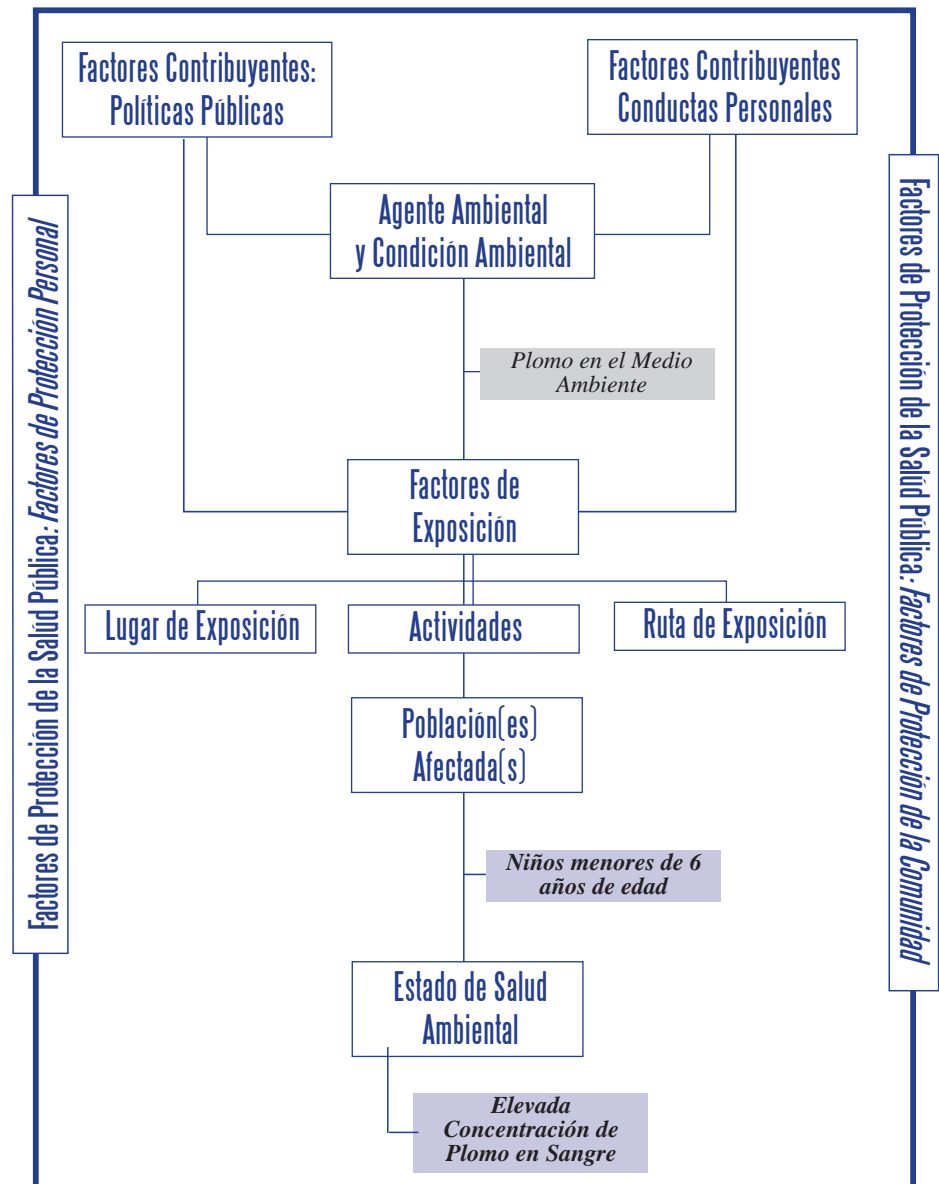 Factores Contribuyentes:
Políticas Públicas
Factores Contribuyentes
Conductas Personales
Agente Ambiental
y Condición Ambiental
Plomo en el Medio
Ambiente
Factores de
Exposición
Lugar de Exposición
Actividades
Ruta de Exposición
Población(es)
Afectada(s)
Niños menores de 6
años de edad
Estado de Salud
Ambiental
Elevada
Concentración de
Plomo en Sangre
Factores de Protección de la Salúd Pública: Factores de Protección Personal
Factores de Protección de la Salúd Pública: Factores de Protección de la Comunidad